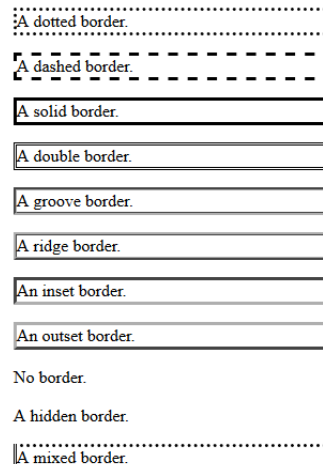 A dotted border.
A dashed border.
A solid border.
A double border.
A groove border.
A ridge border.
An inset border.
An outset border.
No border.
A hidden border.
A mixed border.